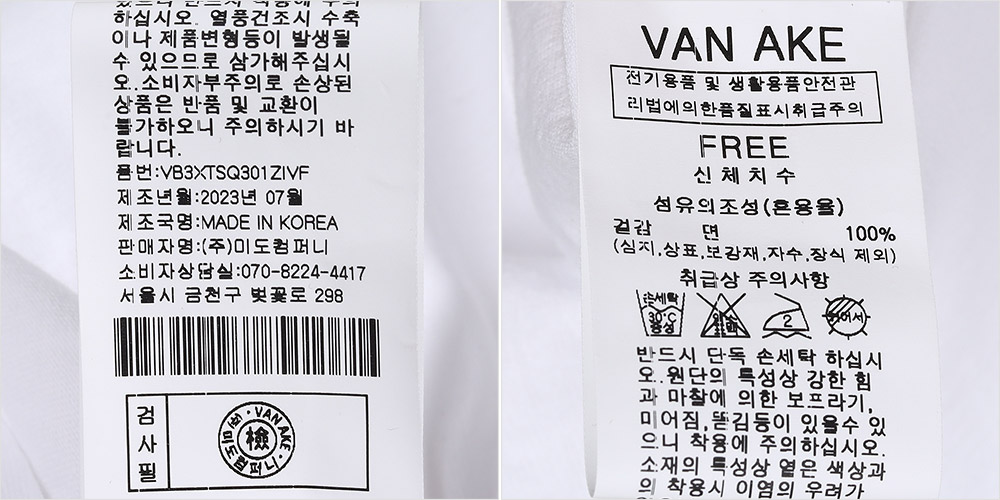 하십시오. 열풍건조시 수축
이나 제품변형등이 발생될
수 있으므로 삼가해주십시
오.소비자부주의로 손상된
상품은 반품 및 교환이
불가하오니 주의하시기 바
랍니다.
품번:VB3XTSQ301ZIVF
제조년월:2023년 07월
제조국명:MADE IN KOREA
판매자명:(주)미도컴퍼니
소비자상담실:070-8224-4417
서울시 금천구 벚꽃로 298
검사필
(주)미도컴퍼니·VAN AKE·
檢
VAN AKE
전기용품 및 생활용품안전관
리법에의한품질표시취급주의
FREE
신체치수
섬유의조성(혼용율)
겉감 면 100%
(심지,상표,보강재,자수,장식 제외)
취급상 주의사항
손세탁
30°C
중성
염소
표백
2
뉘어서
반드시 단독 손세탁 하십시
오.원단의 특성상 강한 힘
과 마찰에 의한 보프라기,
미어짐,뜯김등이 있을수 있
으니 착용에 주의하십시오.
소재의 특성상 옅은 색상과
의 착용시 이염의 우려가